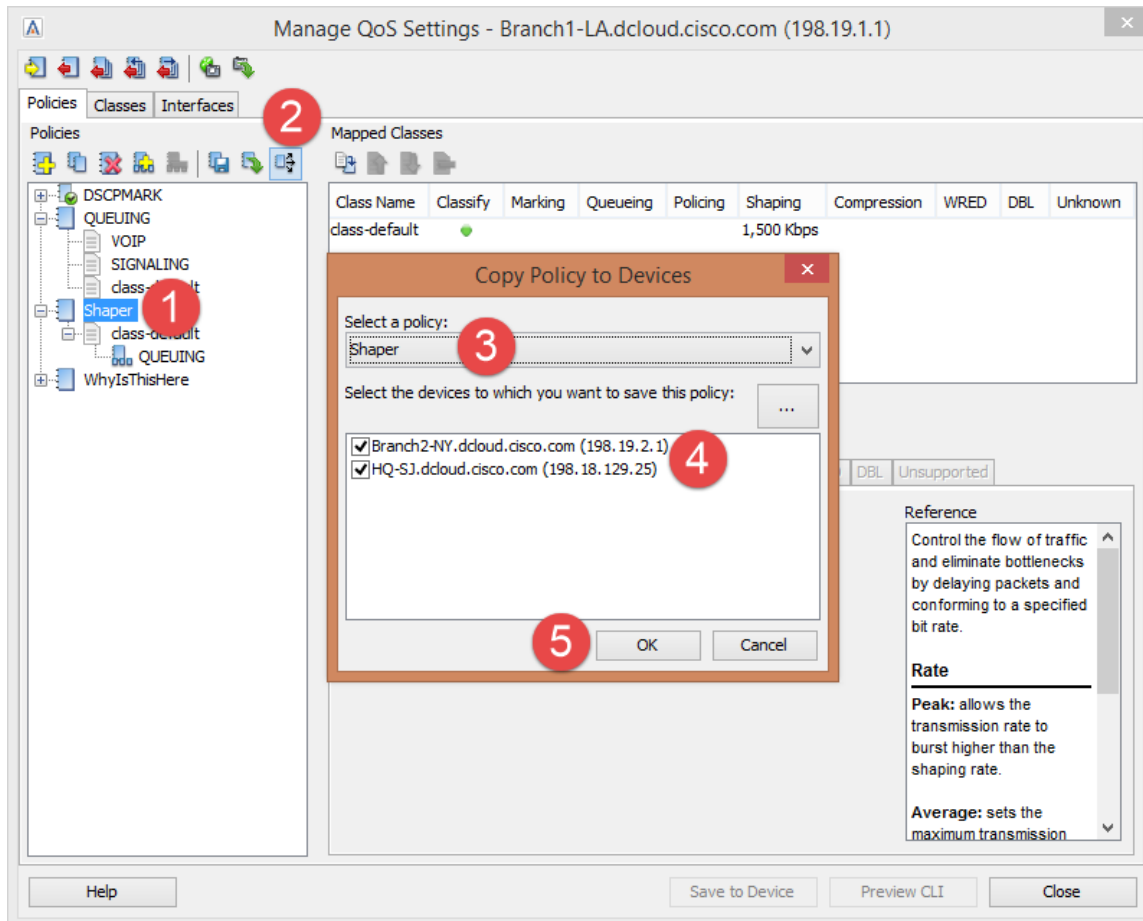 Manage QoS Settings - Branch1-LA.dcloud.cisco.com (198.19.1.1)
Policies Classes Interfaces
2
Policies
Mapped Classes
DSCPMARK
QUEUING
VOIP
SIGNALING
Shaper
1
QUEUING
WhyIsThisHere
Class Name Classify Marking Queueing Policing Shaping Compression WRED DBL Unknown
class-default 1,500 Kbps
Copy Policy to Devices
Select a policy:
Shaper
3
Select the devices to which you want to save this policy:
...
Branch2-NY.dcloud.cisco.com (198.19.2.1)
HQ-SJ.dcloud.cisco.com (198.18.129.25)
4
5
OK Cancel
DBL Unsupported
Reference
Control the flow of traffic
and eliminate bottlenecks
by delaying packets and
conforming to a specified
bit rate.
Rate
Peak: allows the
transmission rate to
burst higher than the
shaping rate.
Average: sets the
maximum transmission
Help Save to Device Preview CLI Close